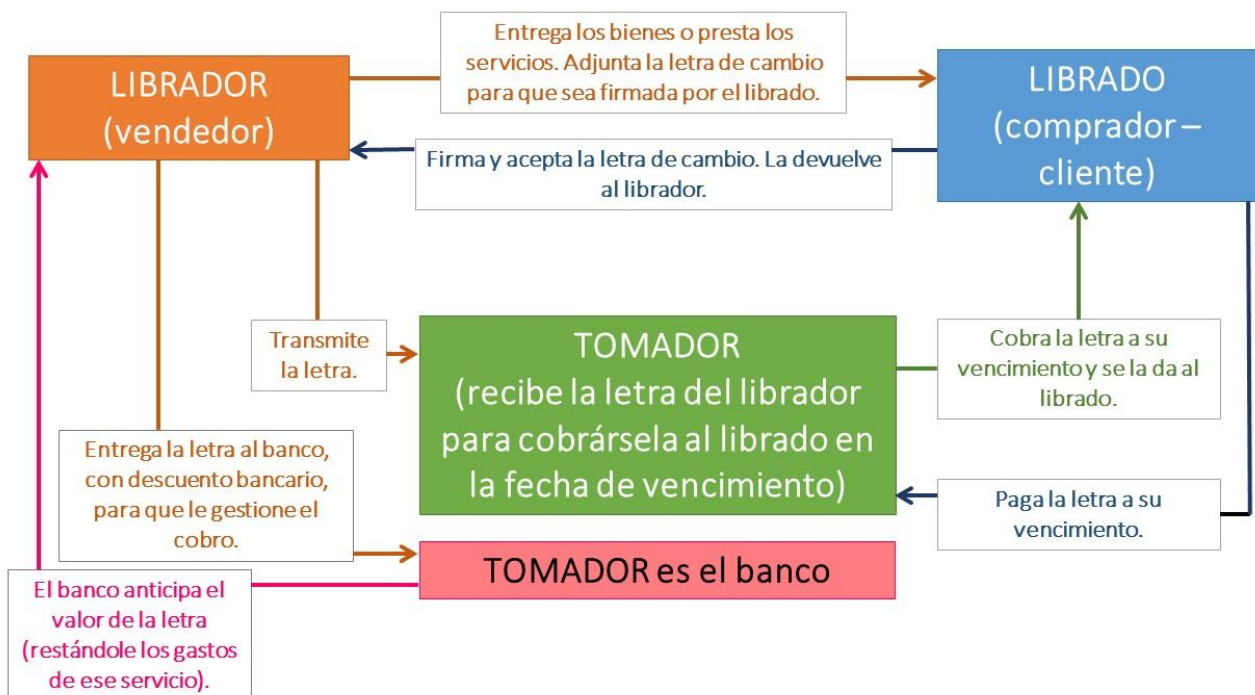 LIBRADOR
(vendedor)
Entrega los bienes o presta los
servicios. Adjunta la letra de cambio
para que sea firmada por el librado.
LIBRADO
(comprador –
cliente)
Firma y acepta la letra de cambio. La devuelve
al librador.
Transmite
la letra.
TOMADOR
(recibe la letra del librador
para cobrársela al librado en
la fecha de vencimiento)
Cobra la letra a su
vencimiento y se la da al
librado.
Entrega la letra al banco,
con descuento bancario,
para que le gestione el
cobro.
Paga la letra a su
vencimiento.
TOMADOR es el banco
El banco anticipa el
valor de la letra
(restándole los gastos
de ese servicio).